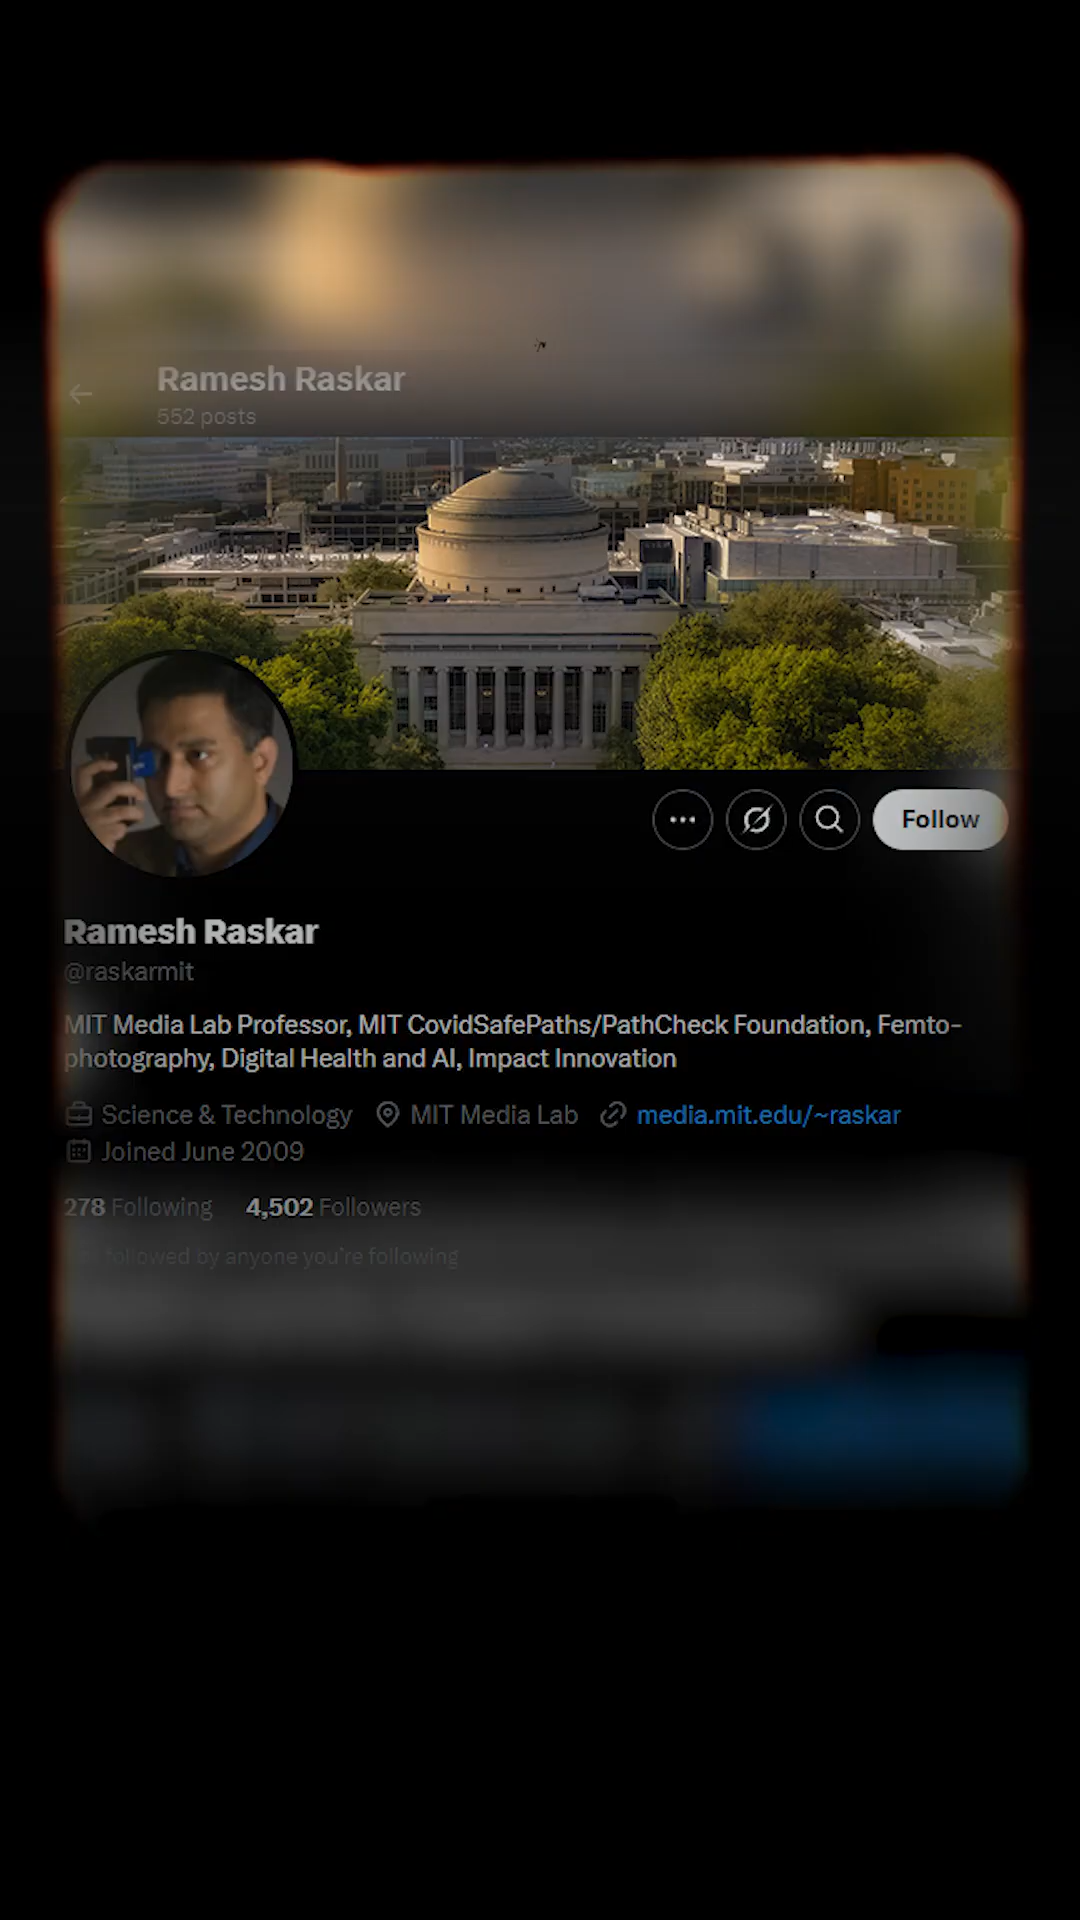 Ramesh Raskar
552 posts
Follow
Ramesh Raskar
@raskarmit
MIT Media Lab Professor, MIT CovidSafePaths/PathCheck Foundation, Femto-
photography, Digital Health and AI, Impact Innovation
Science & Technology MIT Media Lab media.mit.edu/~raskar
Joined June 2009
278 Following 4,502 Followers
followed by anyone you're following